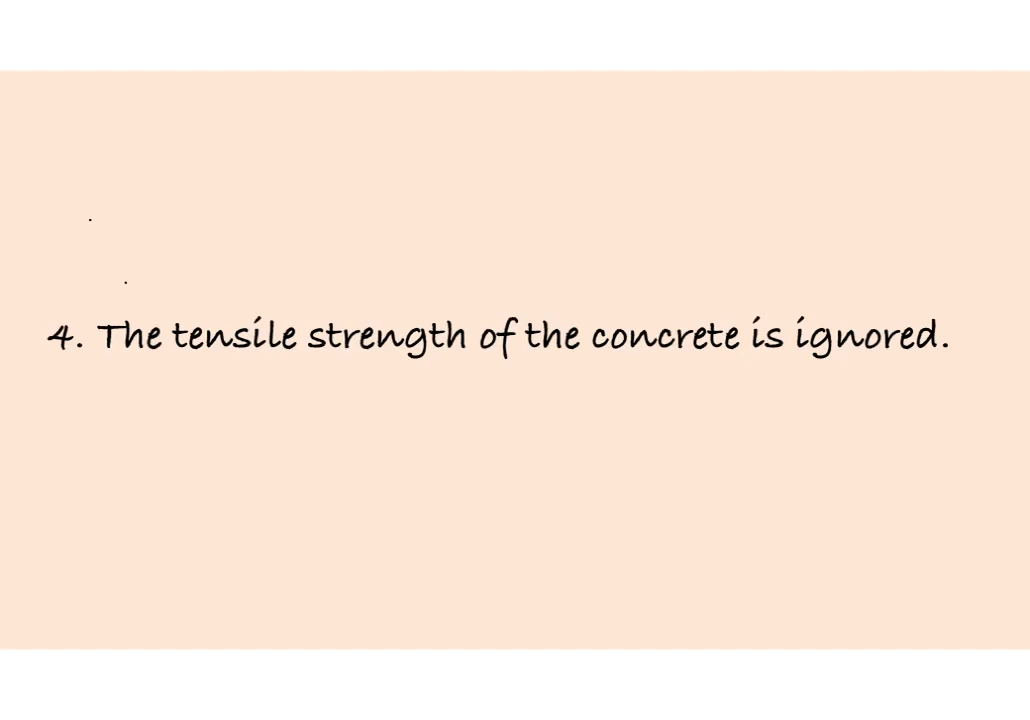 4. The tensile strength of the concrete is ignored.